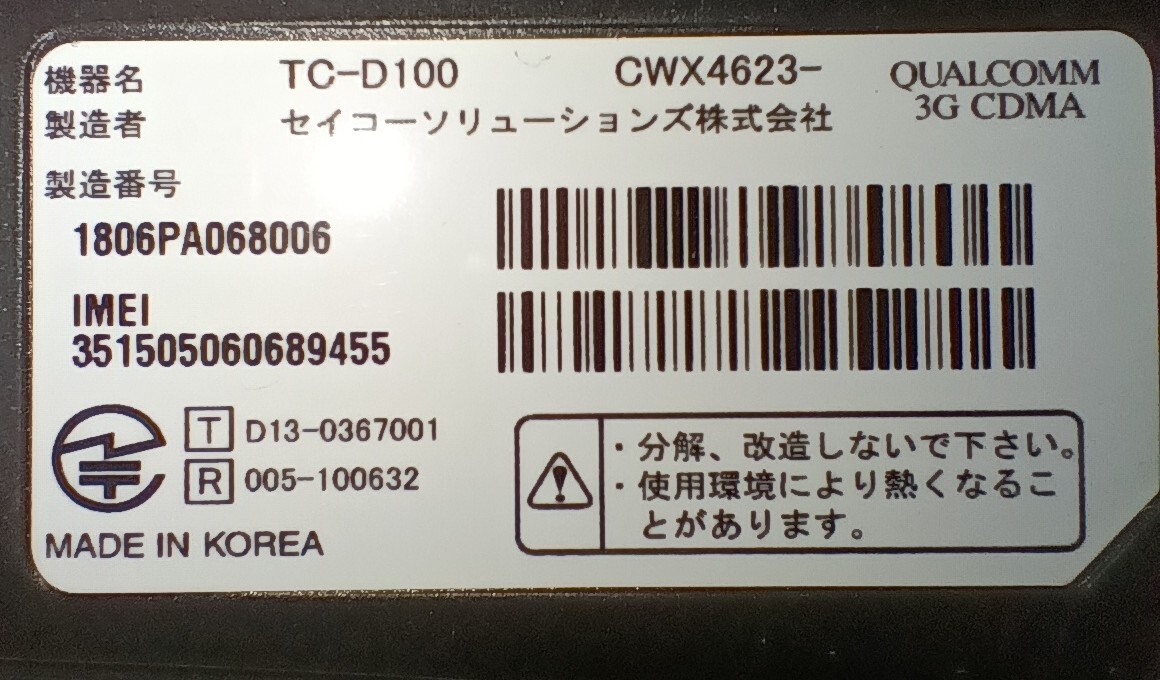 機器名 TC-D100 CWX4623- QUALCOMM
3G CDMA
製造者 セイコーソリューションズ株式会社
製造番号
1806PA068006
IMEI
351505060689455
T D13-0367001
R 005-100632
MADE IN KOREA
・分解、改造しないで下さい。
・使用環境により熱くなるこ
とがあります。